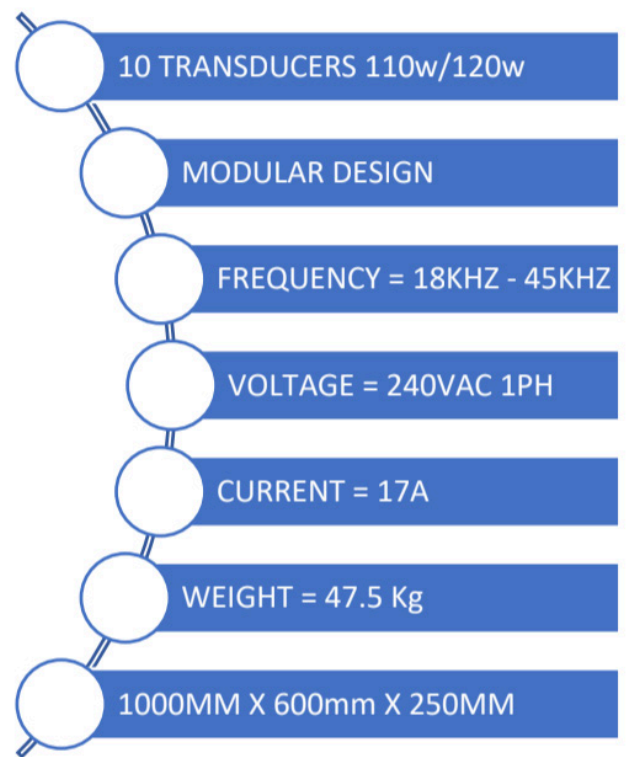 10 TRANSDUCERS 110w/120w
MODULAR DESIGN
FREQUENCY = 18KHZ - 45KHZ
VOLTAGE = 240VAC 1PH
CURRENT = 17A
WEIGHT = 47.5 Kg
1000MM X 600mm X 250MM